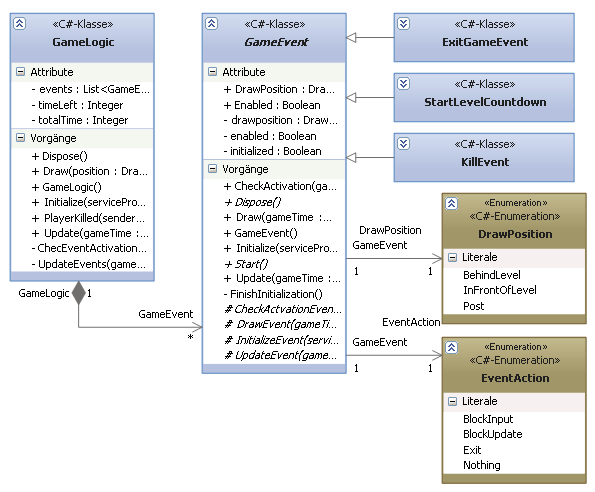 «C#-Klasse»
GameLogic
Attribute
- events : List<GameE...
- timeLeft : Integer
- totalTime : Integer
Vorgänge
+ Dispose()
+ Draw(position : Dra...
+ GameLogic()
+ Initialize(servicePro...
+ PlayerKilled(sender...
+ Update(gameTime :...
- ChecEventActivation...
- UpdateEvents(game...
«C#-Klasse»
GameEvent
Attribute
+ DrawPosition : Dra...
+ Enabled : Boolean
- drawposition : Draw...
- enabled : Boolean
- initialized : Boolean
Vorgänge
+ CheckActivation(ga...
+ Dispose()
+ Draw(gameTime :...
+ GameEvent()
+ Initialize(servicePro...
+ Start()
+ Update(gameTime :...
- FinishInitialization()
# CheckActvationEven...
# DrawEvent(gameTi...
# InitializeEvent(servi...
# UpdateEvent(game...
«C#-Klasse»
ExitGameEvent
«C#-Klasse»
StartLevelCountdown
«C#-Klasse»
KillEvent
DrawPosition
GameEvent
1
1
«Enumeration»
«C#-Enumeration»
DrawPosition
Literale
BehindLevel
InFrontOfLevel
Post
GameLogic
1
GameEvent
*
EventAction
GameEvent
1
1
«Enumeration»
«C#-Enumeration»
EventAction
Literale
BlockInput
BlockUpdate
Exit
Nothing